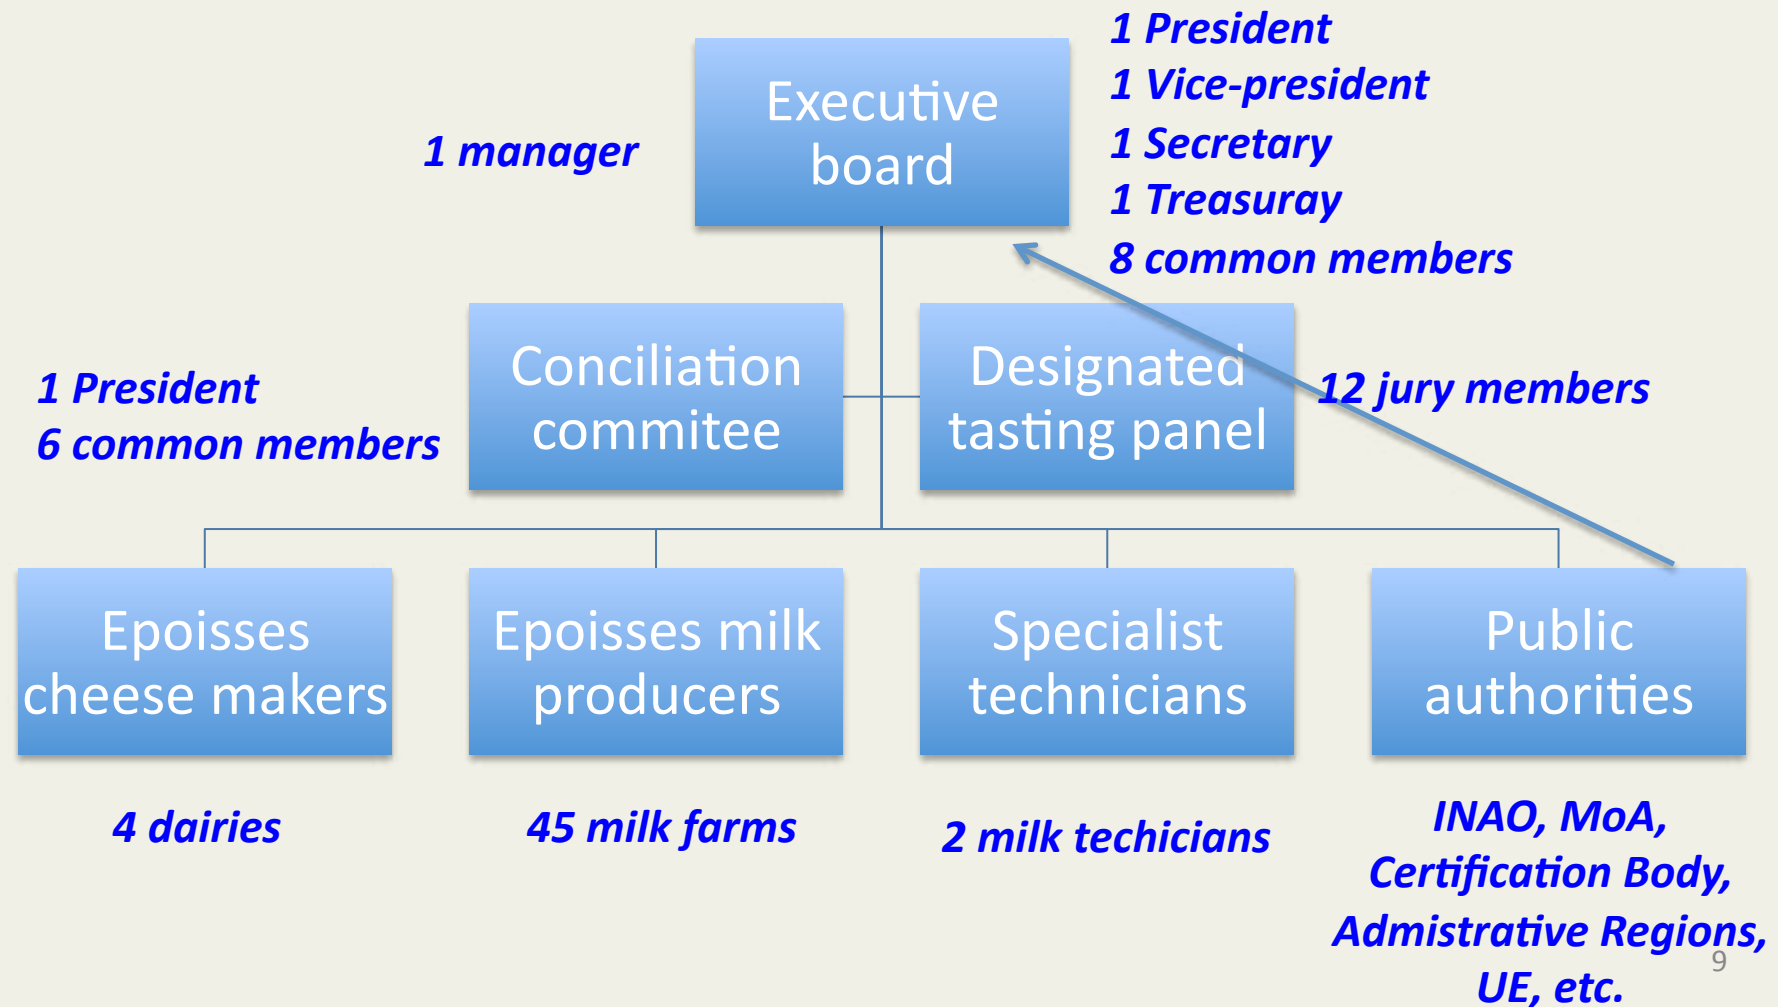 1 President
1 Vice-president
1 Secretary
1 Treasuray
8 common members
Executive
board
1 manager
Conciliation
commitee
1 President
6 common members
Designated
tasting panel
12 jury members
Epoisses
cheese makers
4 dairies
Epoisses milk
producers
45 milk farms
Specialist
technicians
2 milk techicians
Public
authorities
INAO, MoA,
Certification Body,
Admistrative Regions,
UE, etc.
9